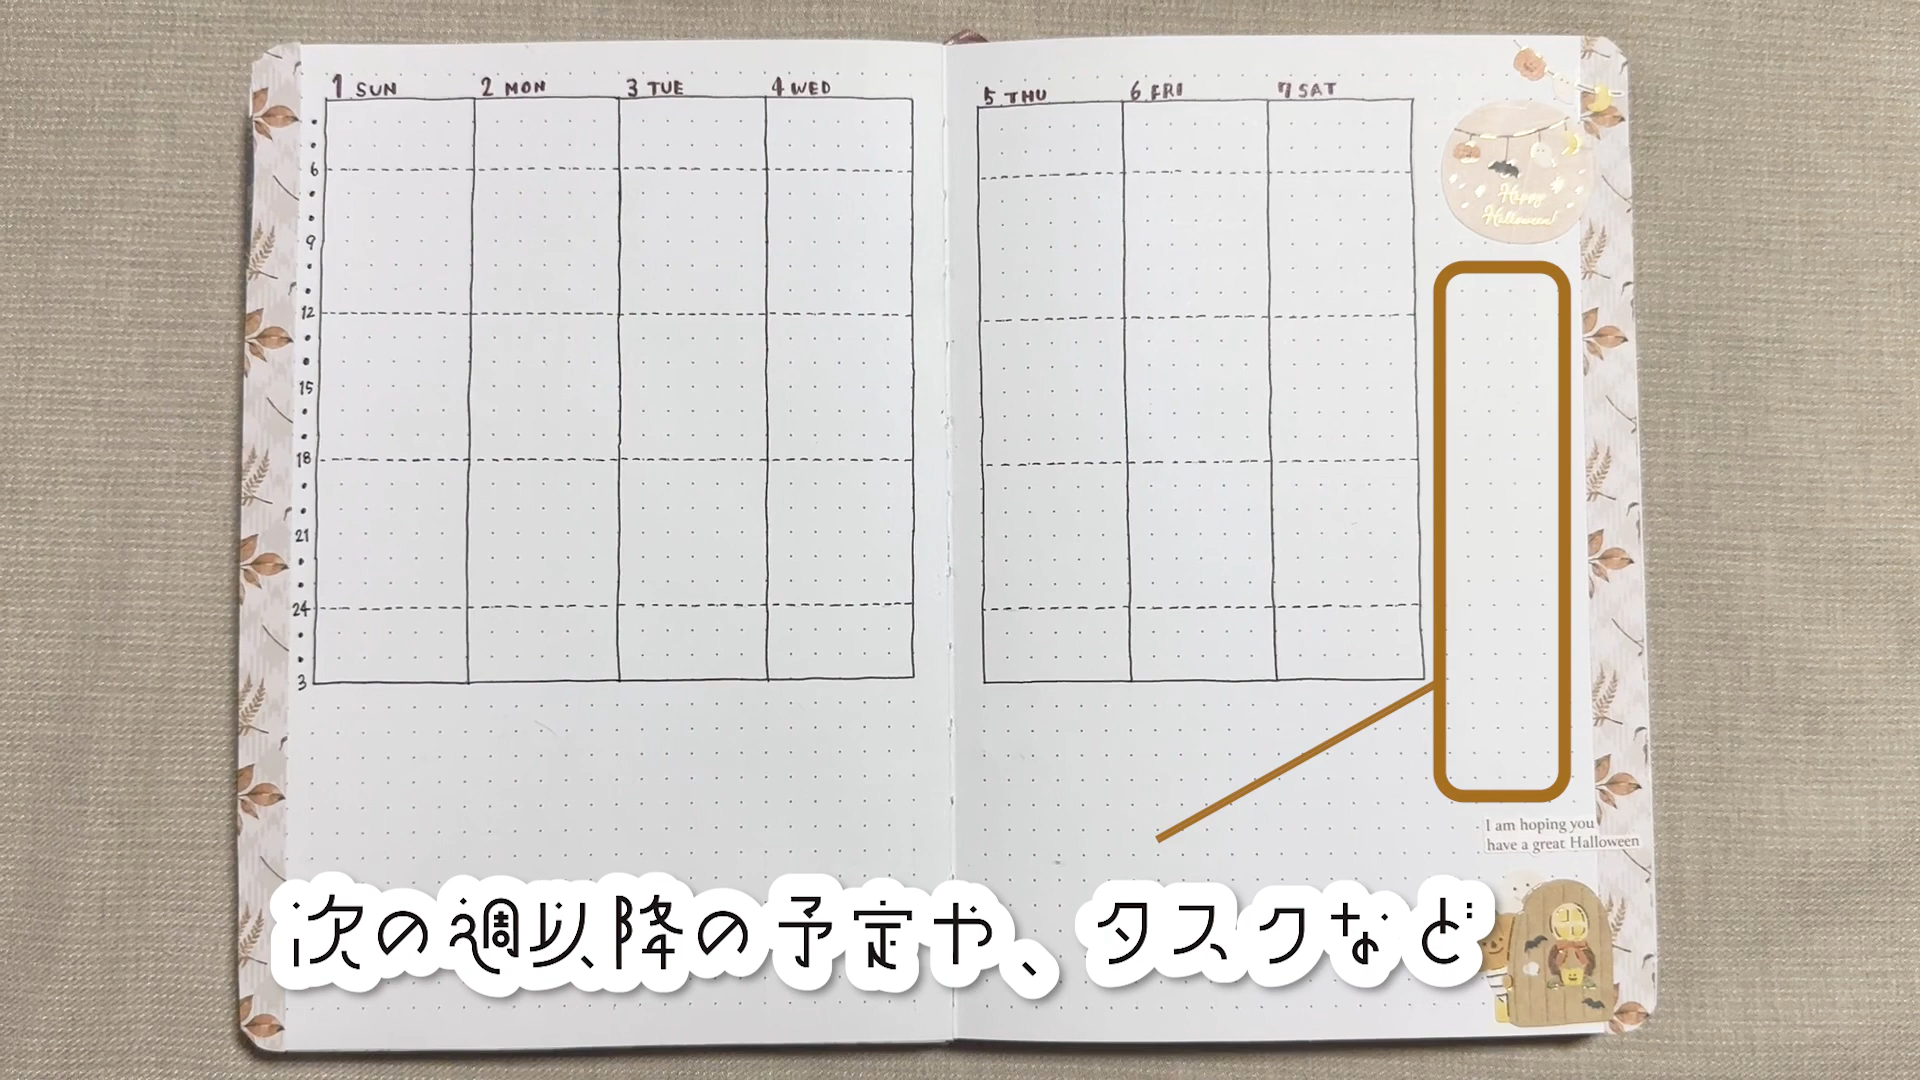 1 SUN 2 MON 3 TUE 4 WED
5 THU 6 FRI 7 SAT
6
9
12
15
18
21
24
3
Happy
Halloween!
I am hoping you
have a great Halloween
次の週以降の予定や、タスクなど